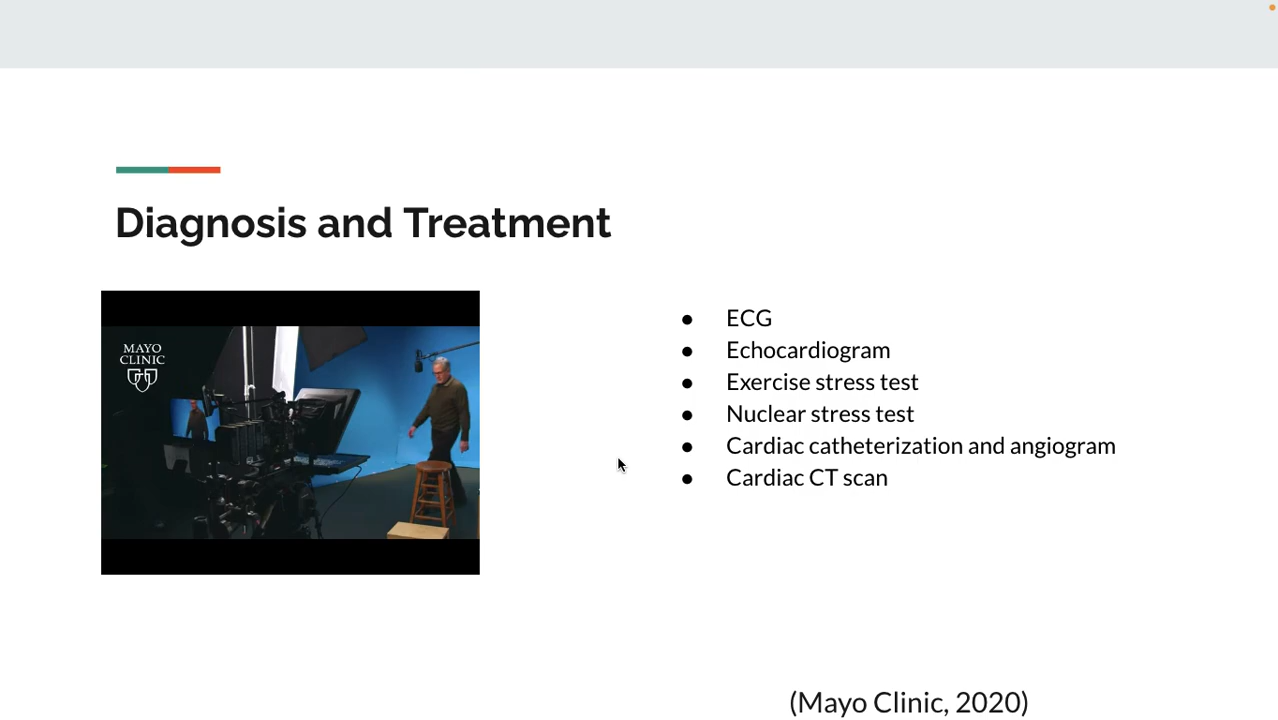 Diagnosis and Treatment
MAYO
CLINIC
● ECG
● Echocardiogram
● Exercise stress test
● Nuclear stress test
● Cardiac catheterization and angiogram
● Cardiac CT scan
(Mayo Clinic, 2020)